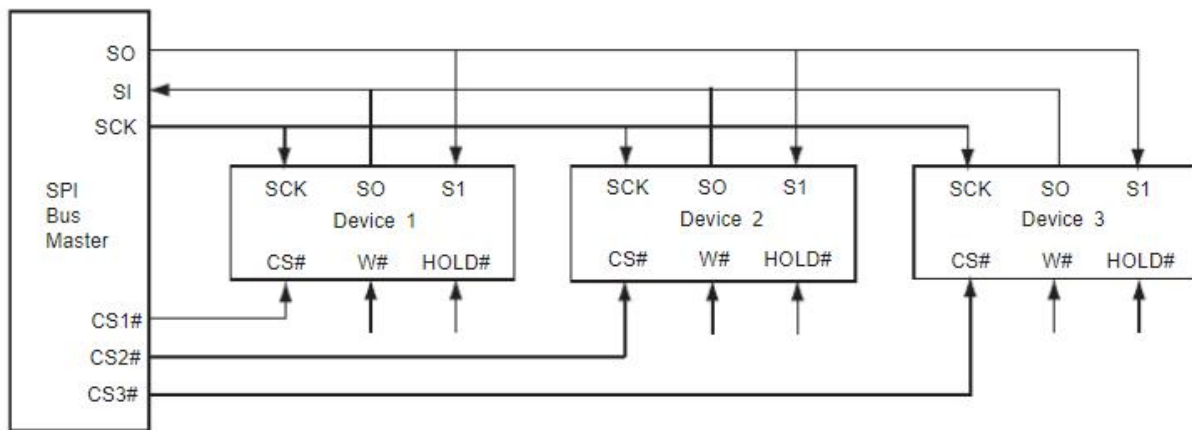 SO
SI
SCK
SPI
Bus
Master
CS1#
CS2#
CS3#
SCK SO S1
Device 1
CS# W# HOLD#
SCK SO S1
Device 2
CS# W# HOLD#
SCK SO S1
Device 3
CS# W# HOLD#